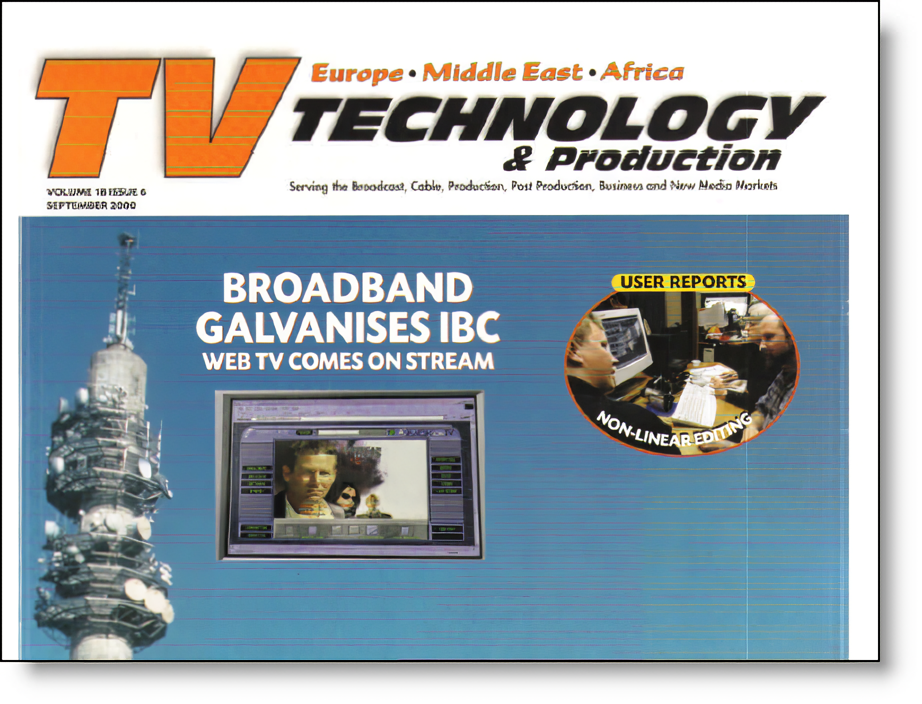 TV
Europe • Middle East • Africa
TECHNOLOGY
& Production
VOLUME 18 ISSUE 6
SEPTEMBER 2000
Serving the Broadcast, Cable, Production, Post Production, Business and New Media Markets
BROADBAND
GALVANISES IBC
WEB TV COMES ON STREAM
USER REPORTS
NON-LINEAR EDITING